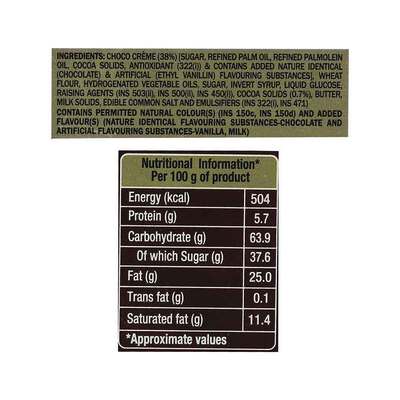 INGREDIENTS: CHOCO CRÈME (38%) [SUGAR, REFINED PALM OIL, REFINED PALMOLEIN
OIL, COCOA SOLIDS, ANTIOXIDANT (322(i)) & CONTAINS ADDED NATURE IDENTICAL
(CHOCOLATE) & ARTIFICIAL (ETHYL VANILLIN) FLAVOURING SUBSTANCES], WHEAT
FLOUR, HYDROGENATED VEGETABLE OILS, SUGAR, INVERT SYRUP, LIQUID GLUCOSE,
RAISING AGENTS (INS 503(ii), INS 500(ii), INS 450(i)), COCOA SOLIDS (0.7%), BUTTER,
MILK SOLIDS, EDIBLE COMMON SALT AND EMULSIFIERS (INS 322(i), INS 471)
CONTAINS PERMITTED NATURAL COLOUR(S) (INS 150c, INS 150d) AND ADDED
FLAVOUR(S) (NATURE IDENTICAL FLAVOURING SUBSTANCES-CHOCOLATE AND
ARTIFICIAL FLAVOURING SUBSTANCES-VANILLA, MILK)
Nutritional Information*
Per 100 g of product
Energy (kcal) 504
Protein (g) 5.7
Carbohydrate (g) 63.9
Of which Sugar (g) 37.6
Fat (g) 25.0
Trans fat (g) 0.1
Saturated fat (g) 11.4
*Approximate values